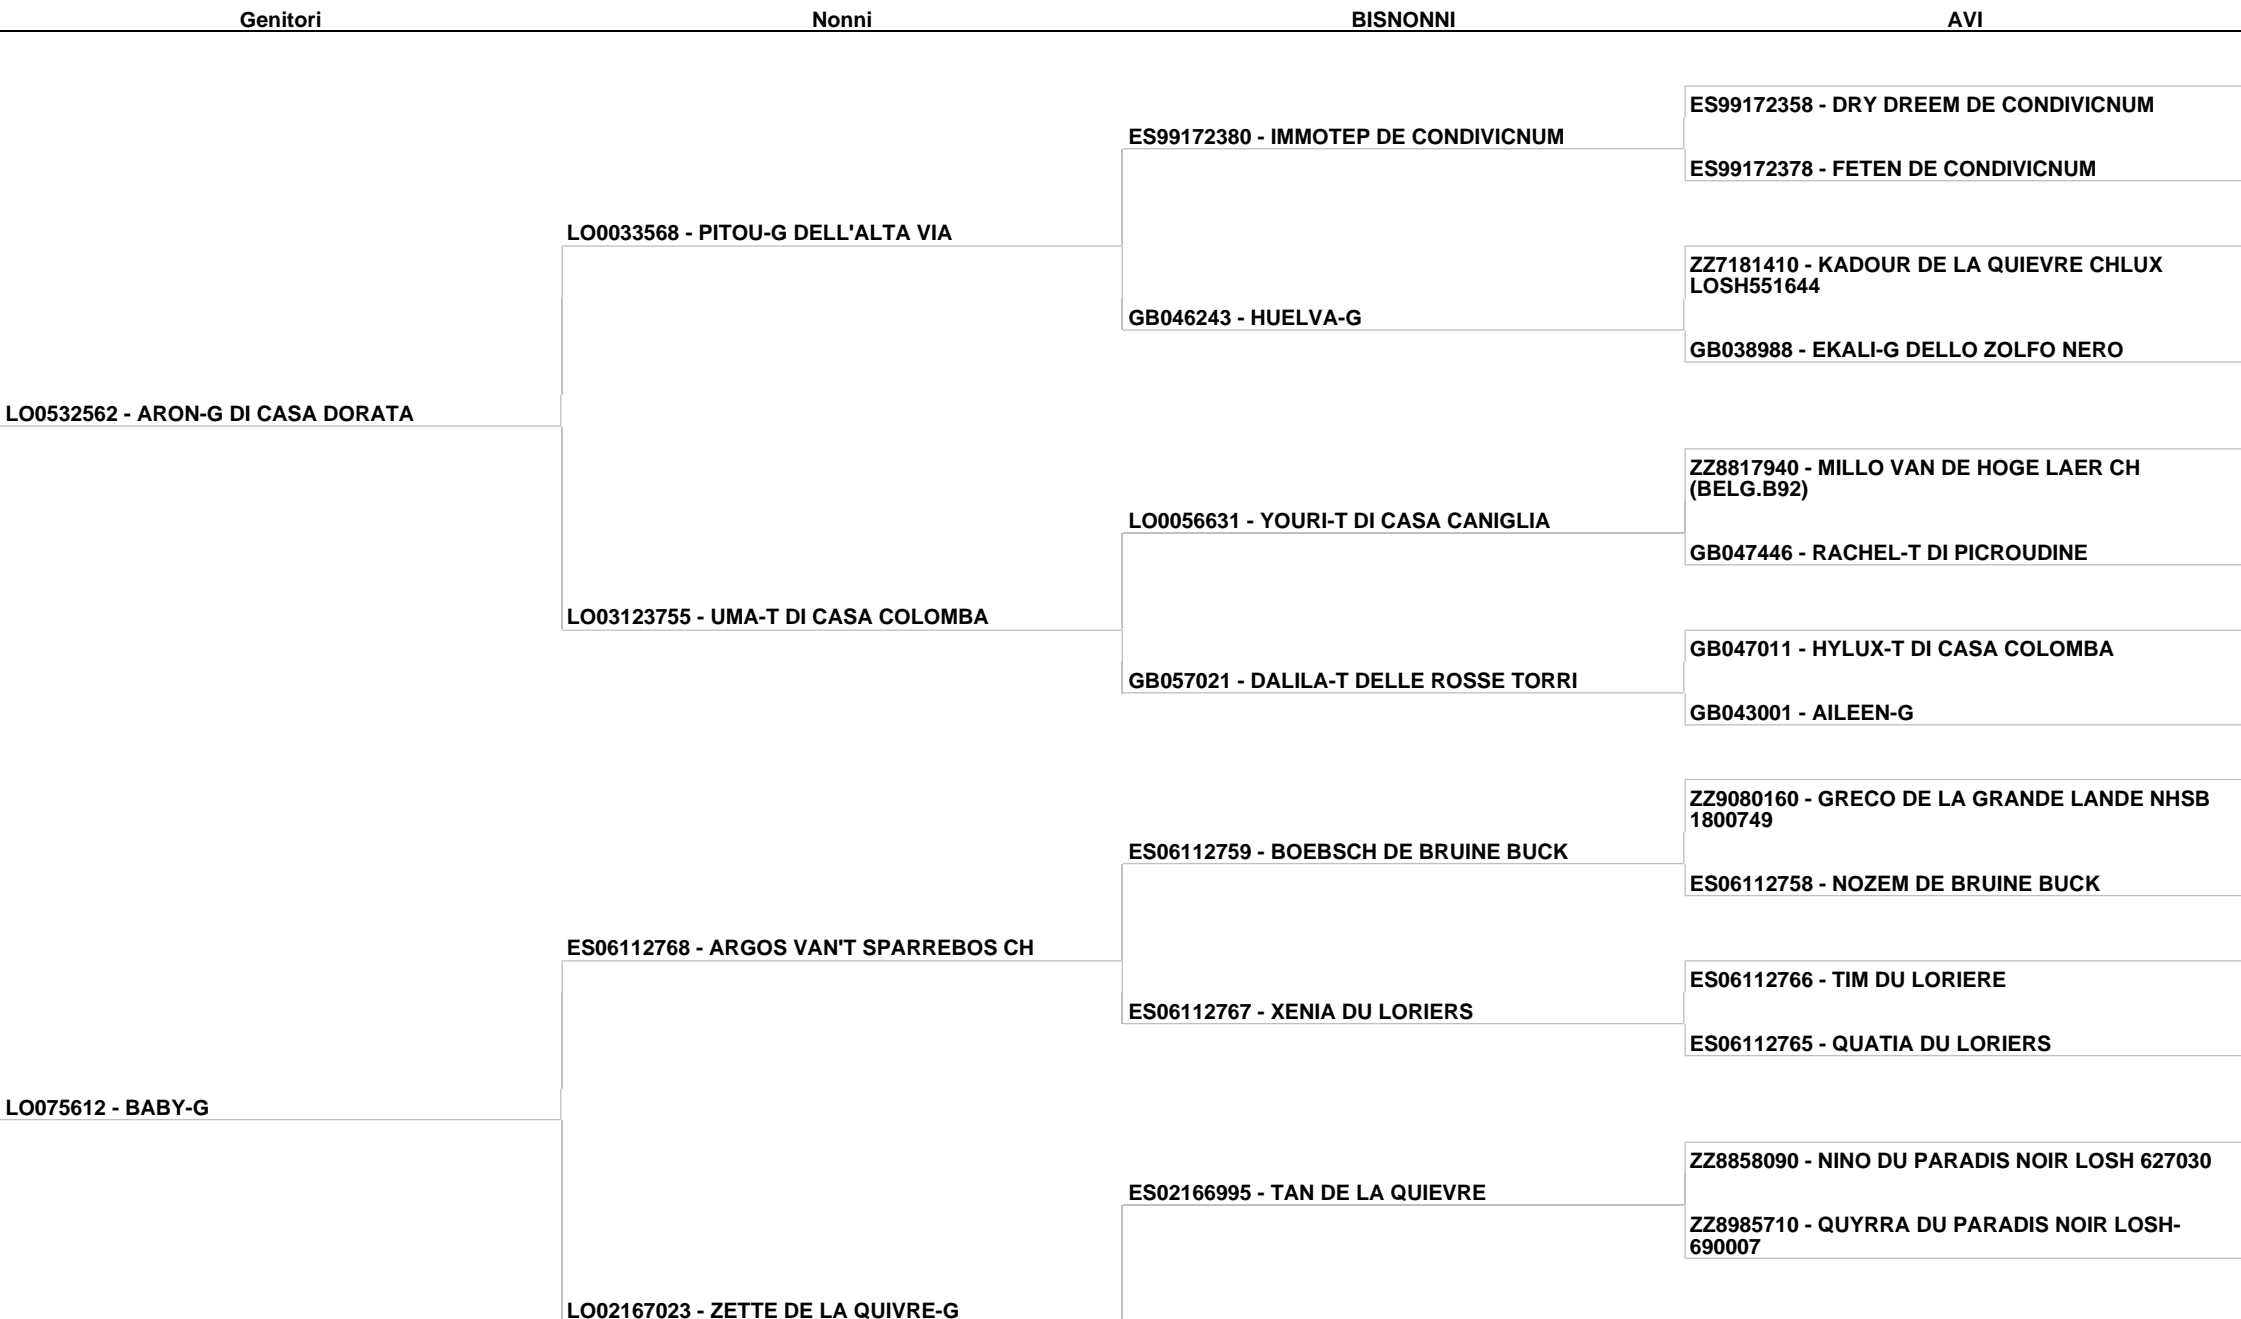 Genitori Nonni BISNONNI AVI
ES99172358 - DRY DREEM DE CONDIVICNUM
ES99172380 - IMMOTEP DE CONDIVICNUM
ES99172378 - FETEN DE CONDIVICNUM
LO0033568 - PITOU-G DELL'ALTA VIA
ZZ7181410 - KADOUR DE LA QUIEVRE CHLUX
LOSH551644
GB046243 - HUELVA-G
GB038988 - EKALI-G DELLO ZOLFO NERO
LO0532562 - ARON-G DI CASA DORATA
ZZ8817940 - MILLO VAN DE HOGE LAER CH
(BELG.B92)
LO0056631 - YOURI-T DI CASA CANIGLIA
GB047446 - RACHEL-T DI PICROUDINE
LO03123755 - UMA-T DI CASA COLOMBA
GB047011 - HYLUX-T DI CASA COLOMBA
GB057021 - DALILA-T DELLE ROSSE TORRI
GB043001 - AILEEN-G
ZZ9080160 - GRECO DE LA GRANDE LANDE NHSB
1800749
ES06112759 - BOEBSCH DE BRUINE BUCK
ES06112758 - NOZEM DE BRUINE BUCK
ES06112768 - ARGOS VAN'T SPARREBOS CH
ES06112766 - TIM DU LORIERE
ES06112767 - XENIA DU LORIERS
ES06112765 - QUATIA DU LORIERS
LO075612 - BABY-G
ZZ8858090 - NINO DU PARADIS NOIR LOSH 627030
ES02166995 - TAN DE LA QUIEVRE
ZZ8985710 - QUYRRA DU PARADIS NOIR LOSH-
690007
LO02167023 - ZETTE DE LA QUIVRE-G